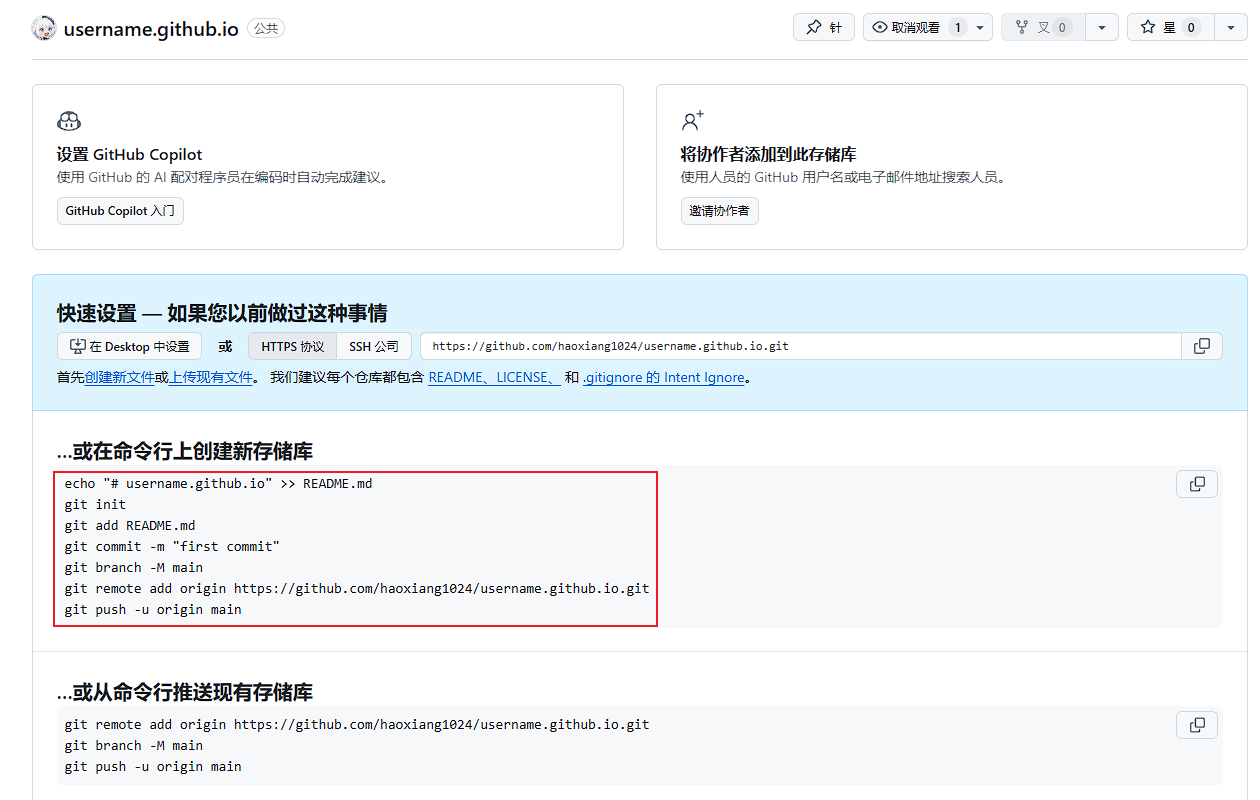 username.github.io 公共 针 取消观看 1 叉 0 星 0
设置 GitHub Copilot
使用 GitHub 的 AI 配对程序员在编码时自动完成建议。
GitHub Copilot 入门
将协作者添加到此存储库
使用人员的 GitHub 用户名或电子邮件地址搜索人员。
邀请协作者
快速设置 — 如果您以前做过这种事情
在 Desktop 中设置 或 HTTPS 协议 SSH 公司 https://github.com/haoxiang1024/username.github.io.git
首先创建新文件或上传现有文件。 我们建议每个仓库都包含 README、LICENSE、 和 .gitignore 的 Intent Ignore。
...或在命令行上创建新存储库
echo "# username.github.io" >> README.md
git init
git add README.md
git commit -m "first commit"
git branch -M main
git remote add origin https://github.com/haoxiang1024/username.github.io.git
git push -u origin main
...或从命令行推送现有存储库
git remote add origin https://github.com/haoxiang1024/username.github.io.git
git branch -M main
git push -u origin main